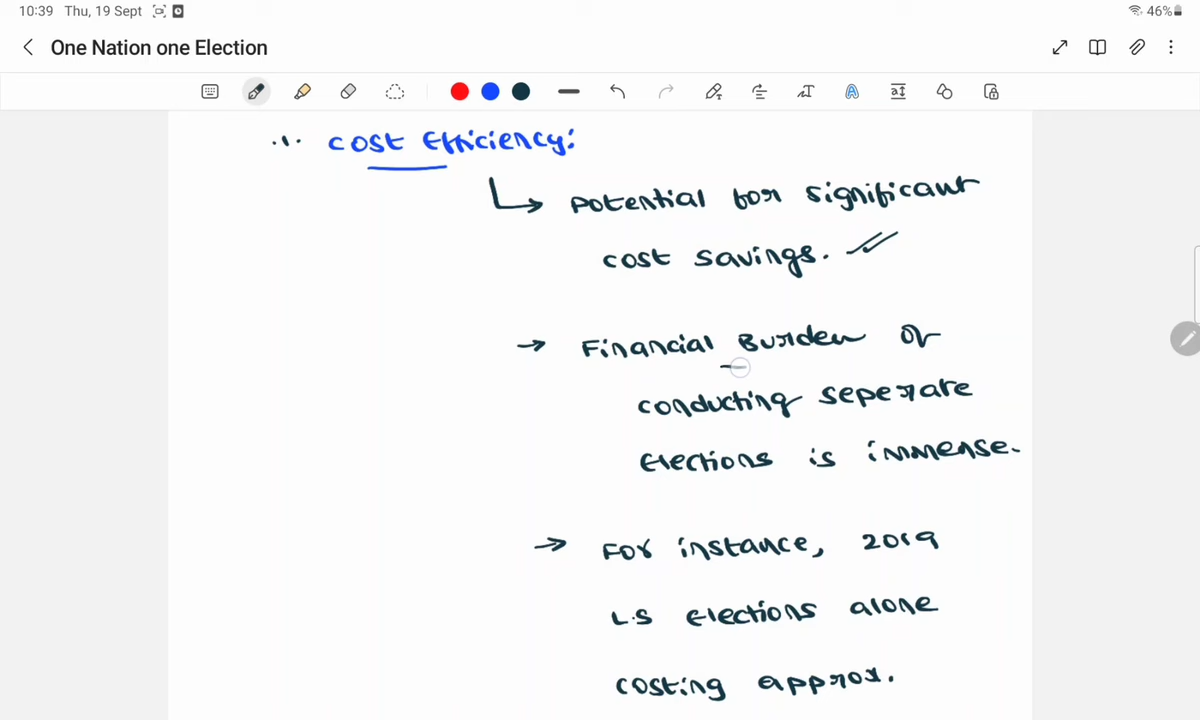 10:39 Thu, 19 Sept 46%
One Nation one Election
Cost Efficiency:
Potential for significant
cost savings.
→ Financial Burden of
conducting seperate
Elections is immense.
→ For instance, 2019
L.S Elections alone
costing approx.